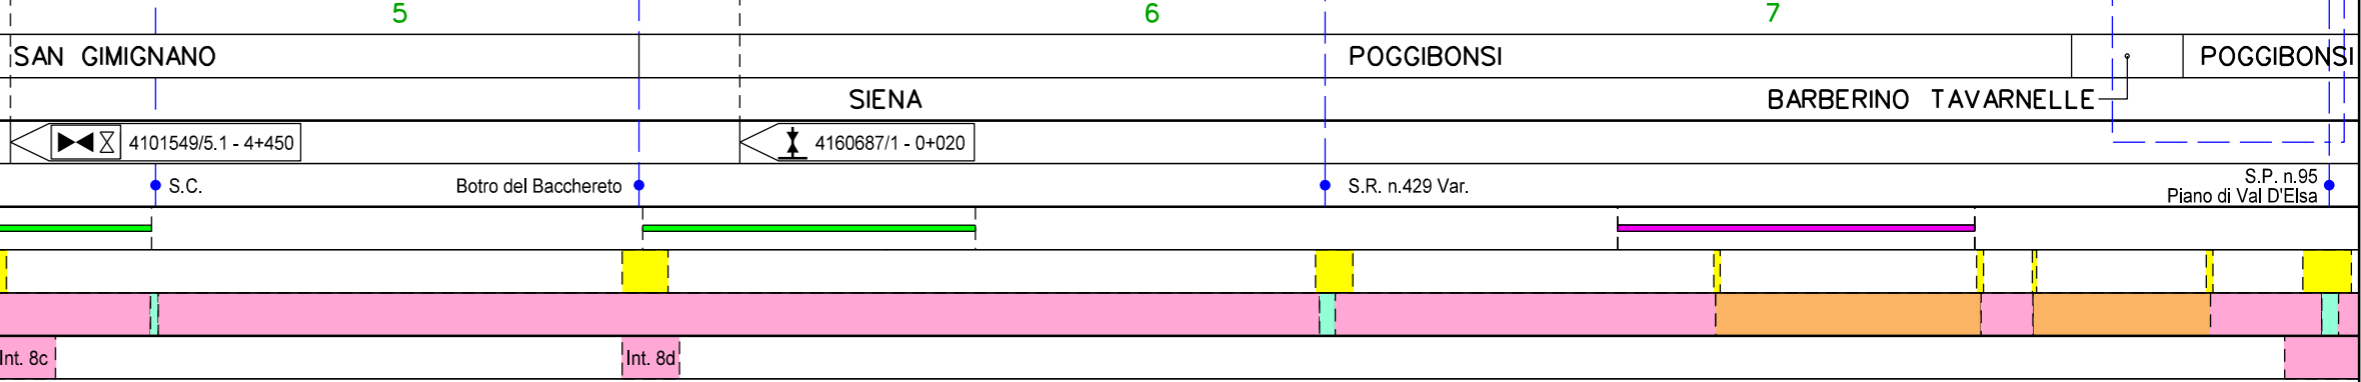 5 6 7
SAN GIMIGNANO POGGIBONSI POGGIBONSI
SIENA BARBERINO TAVARNELLE
4101549/5.1 - 4+450 4160687/1 - 0+020
S.C. Botro del Bacchereto S.R. n.429 Var. S.P. n.95
Piano di Val D'Elsa
Int. 8c Int. 8d